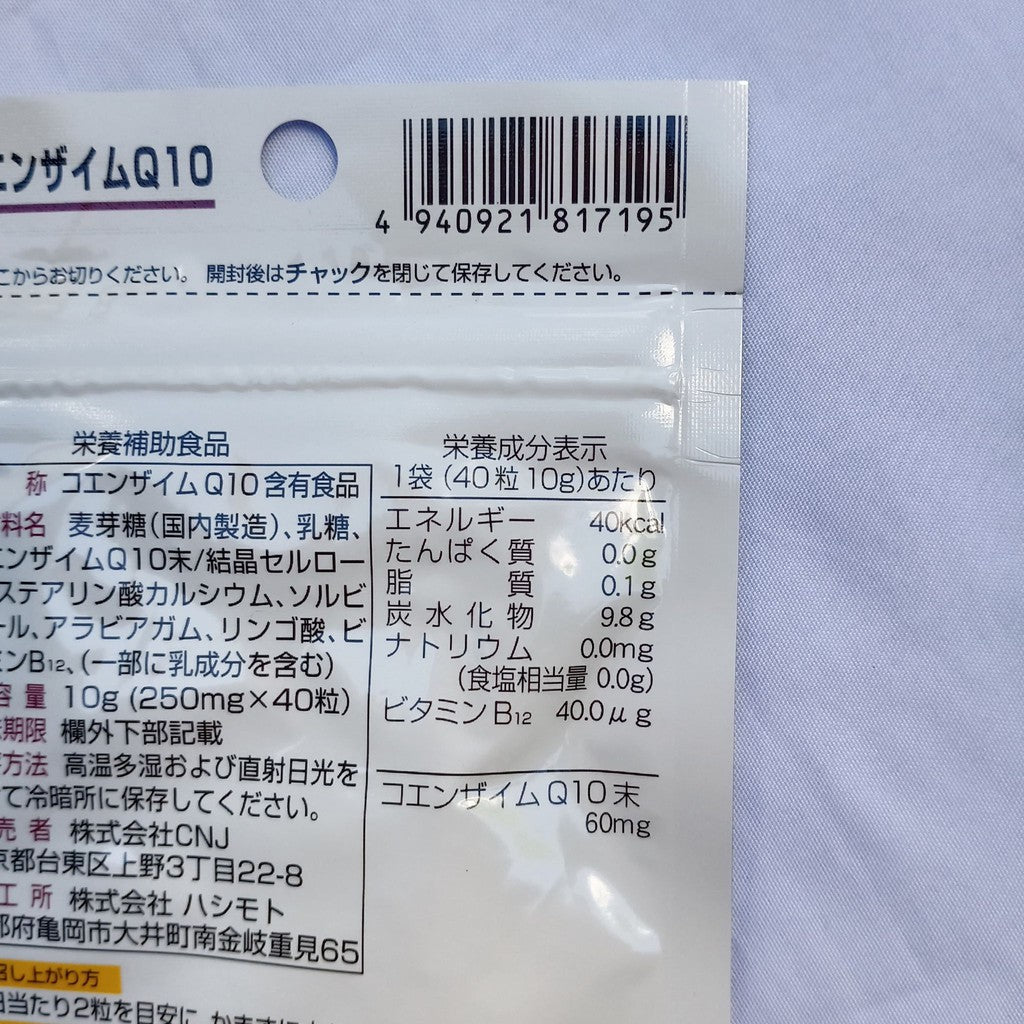 エンザイムQ10
4 940921 817195
こからお切りください。 開封後はチャックを閉じて保存してください。
栄養補助食品
称 コエンザイムQ10含有食品
料名 麦芽糖(国内製造)、乳糖、
エンザイムQ10末/結晶セルロー
ステアリン酸カルシウム、ソルビ
ール、アラビアガム、リンゴ酸、ビ
ミンB12、(一部に乳成分を含む)
容量 10g (250mg×40粒)
期限 欄外下部記載
方法 高温多湿および直射日光を
て冷暗所に保存してください。
売者 株式会社CNJ
京都台東区上野3丁目22-8
工所 株式会社 ハシモト
都府亀岡市大井町南金岐重見65
召し上がり方
日当たり2粒を目安に、かまずに
栄養成分表示
1袋(40粒10g)あたり
エネルギー 40kcal
たんぱく質 0.0g
脂質 0.1g
炭水化物 9.8g
ナトリウム 0.0mg
(食塩相当量 0.0g)
ビタミンB12 40.0μg
コエンザイムQ10末
60mg